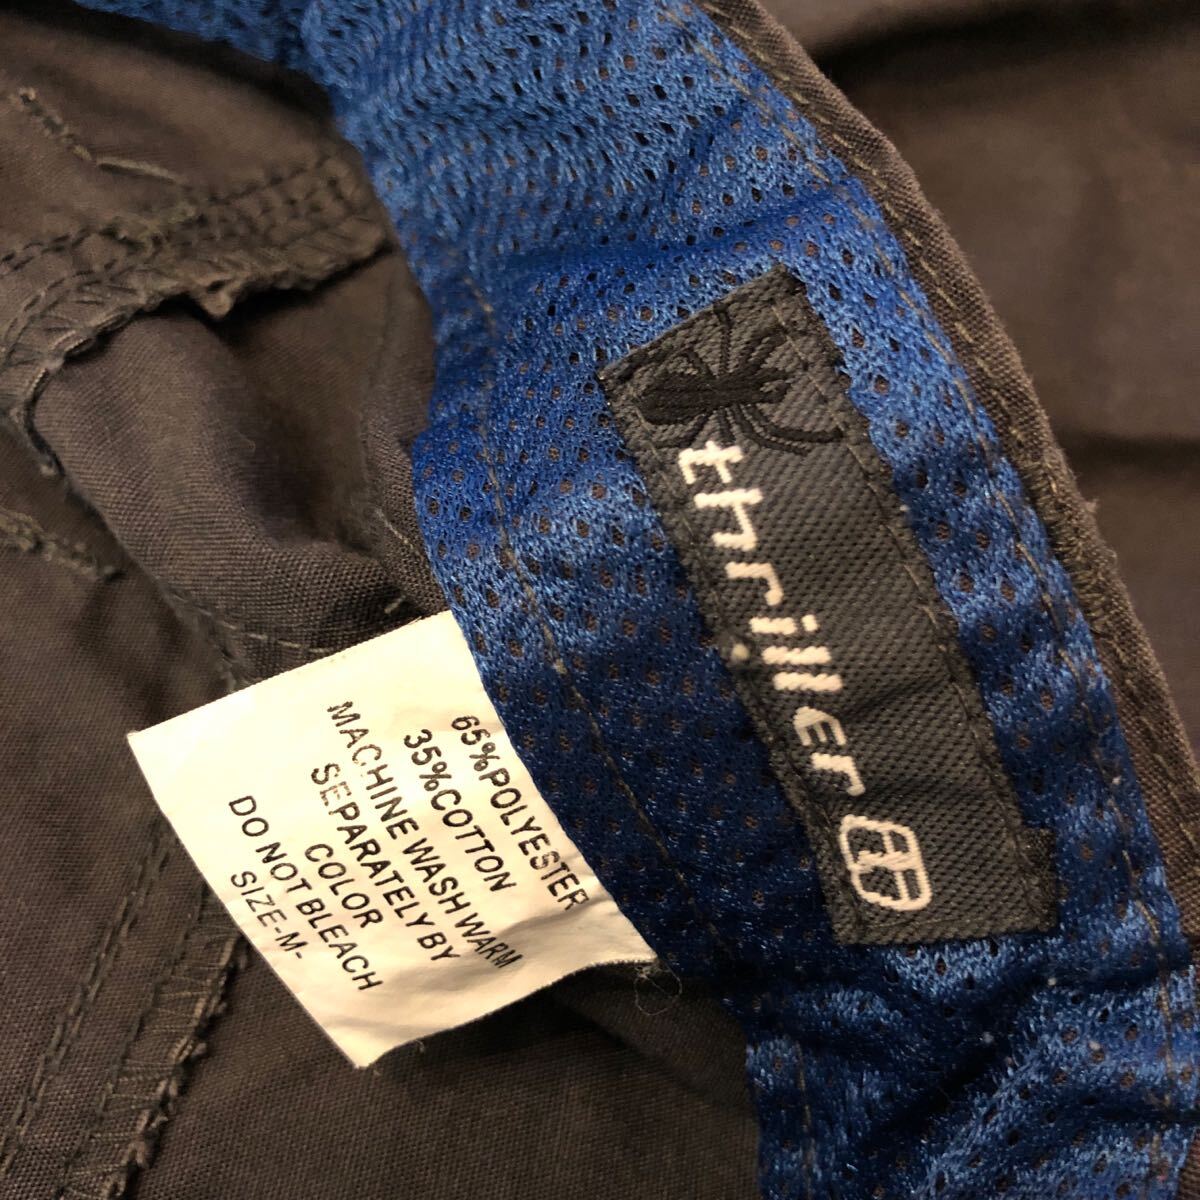 thriller
65%POLYESTER
35%COTTON
MACHINE WASH WARM
SEPARATELY BY
COLOR
DO NOT BLEACH
SIZE-M-